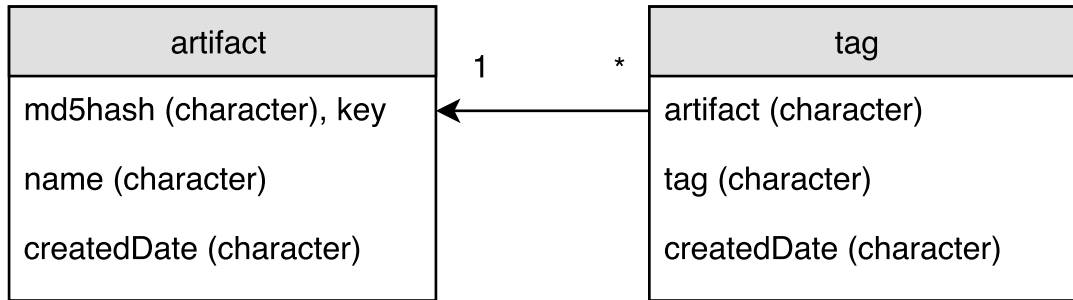 artifact
md5hash (character), key
name (character)
createdDate (character)
1
*
tag
artifact (character)
tag (character)
createdDate (character)